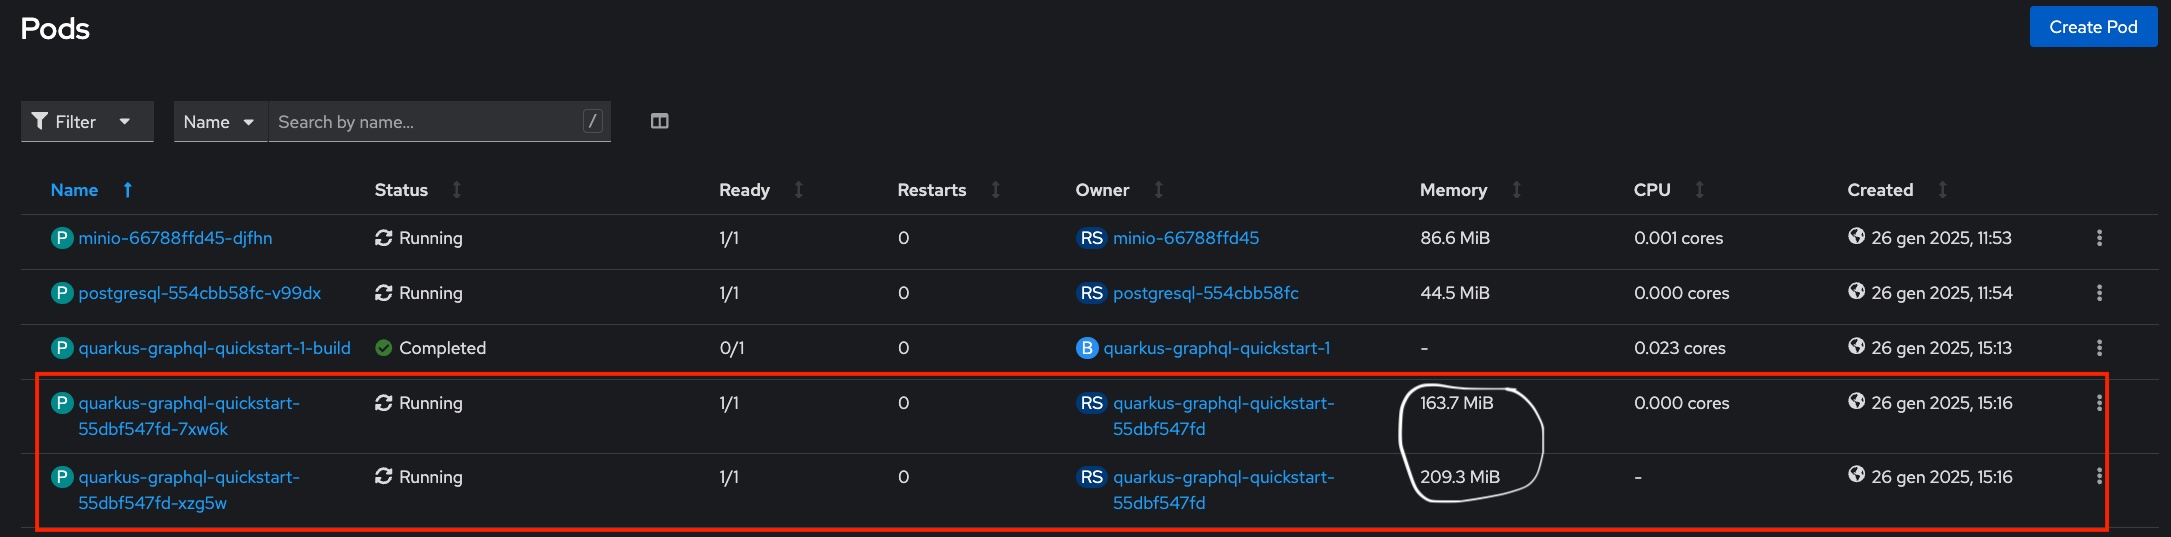 Pods
Create Pod
Filter
Name
Search by name...
/
Name Status Ready Restarts Owner Memory CPU Created
P minio-66788ffd45-djfhn Running 1/1 0 RS minio-66788ffd45 86.6 MiB 0.001 cores 26 gen 2025, 11:53
P postgresql-554cbb58fc-v99dx Running 1/1 0 RS postgresql-554cbb58fc 44.5 MiB 0.000 cores 26 gen 2025, 11:54
P quarkus-graphql-quickstart-1-build Completed 0/1 0 B quarkus-graphql-quickstart-1 - 0.023 cores 26 gen 2025, 15:13
P quarkus-graphql-quickstart- Running 1/1 0 RS quarkus-graphql-quickstart- 163.7 MiB 0.000 cores 26 gen 2025, 15:16
55dbf547fd-7xw6k 55dbf547fd
P quarkus-graphql-quickstart- Running 1/1 0 RS quarkus-graphql-quickstart- 209.3 MiB - 26 gen 2025, 15:16
55dbf547fd-xzg5w 55dbf547fd